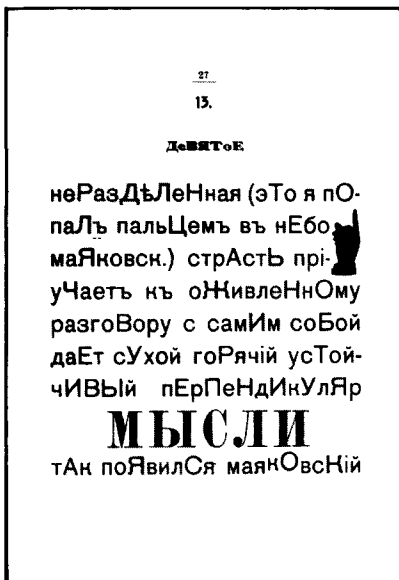 27
13.
ДеВЯТоЕ
неРазДѢЛеНная (эТо я пО-
паЛъ пальЦемъ въ нЕбо
маЯковск.) стрАстЬ прі-
уЧаетъ къ оЖивлеНнОму
разгоВору с самИм соБой
даЕт сУхой гоРячій усТой-
чИВЫй пЕрПеНдИкУлЯр
МЫСЛИ
тАк поЯвилСя маякОвсКій